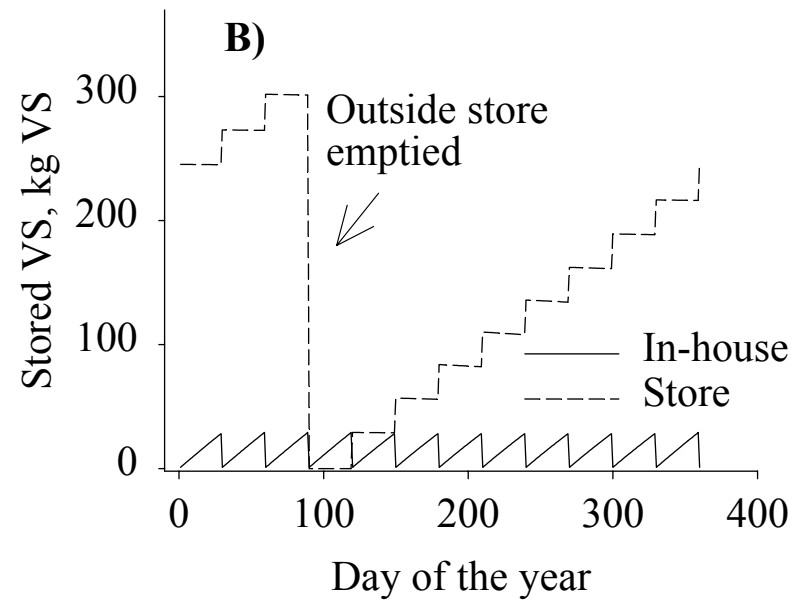 B)
Stored VS, kg VS
300
200
100
0
Outside store
emptied
In-house
Store
0 100 200 300 400
Day of the year